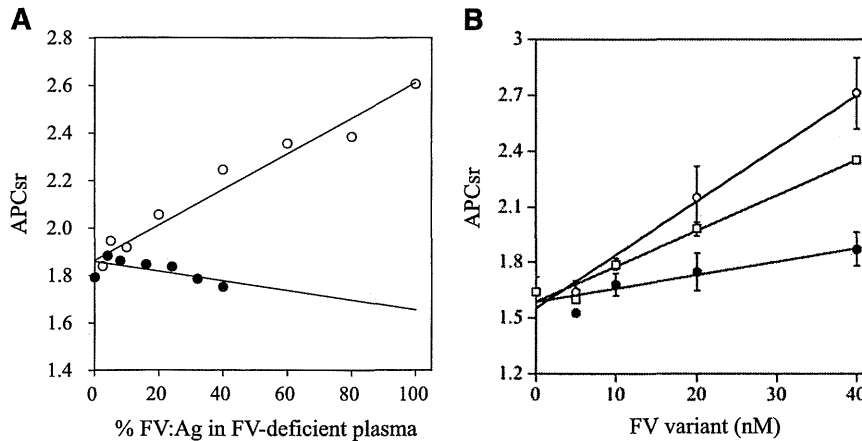 A
2.8
2.6
2.4
2.2
2.0
1.8
1.6
1.4
APCsr
0 20 40 60 80 100
% FV:Ag in FV-deficient plasma
B
3
2.7
2.4
2.1
1.8
1.5
1.2
APCsr
0 10 20 30 40
FV variant (nM)